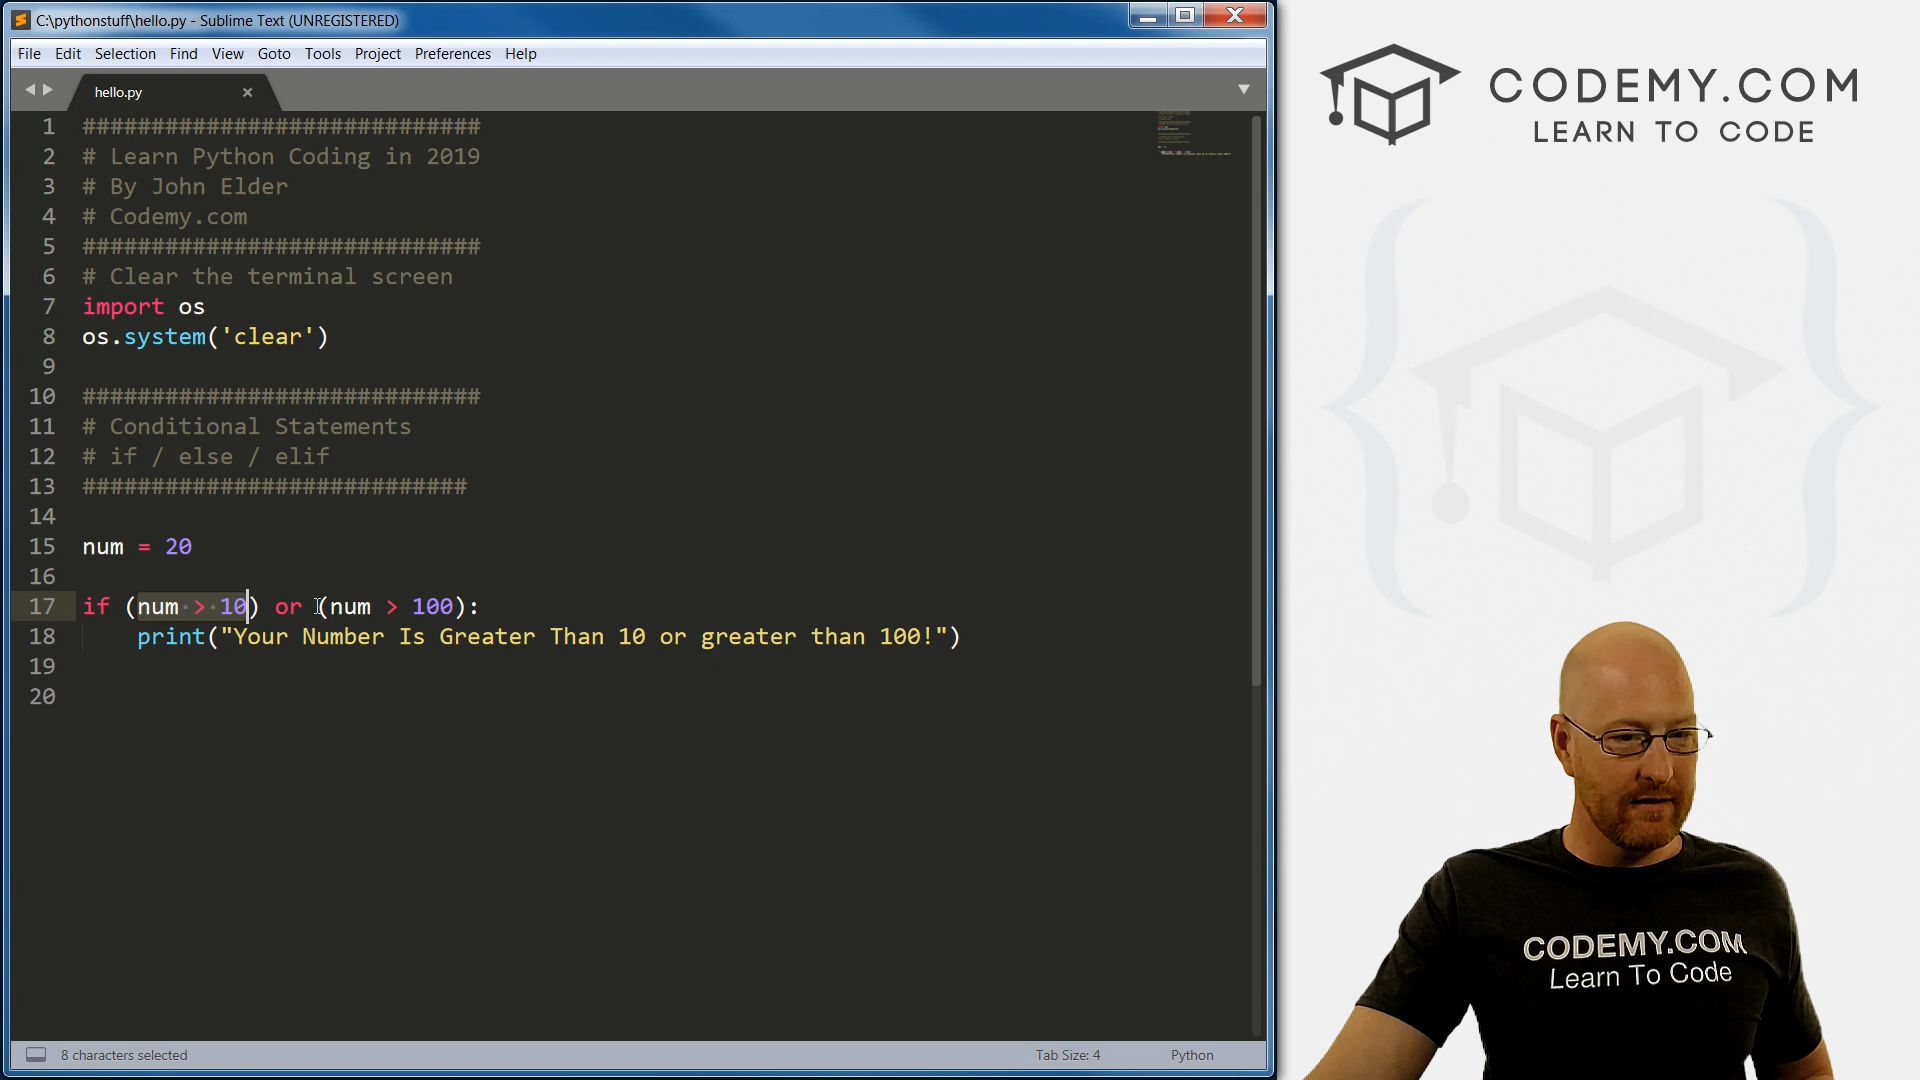 C:\pythonstuff\hello.py - Sublime Text (UNREGISTERED)
File Edit Selection Find View Goto Tools Project Preferences Help
hello.py
1 #############################
2 # Learn Python Coding in 2019
3 # By John Elder
4 # Codemy.com
5 #############################
6 # Clear the terminal screen
7 import os
8 os.system('clear')
9
10 #############################
11 # Conditional Statements
12 # if / else / elif
13 ############################
14
15 num = 20
16
17 if (num > 10) or (num > 100):
18 print("Your Number Is Greater Than 10 or greater than 100!")
19
20
8 characters selected
Tab Size: 4
Python
CODEMY.COM
LEARN TO CODE
CODEMY.COM
Learn To Code